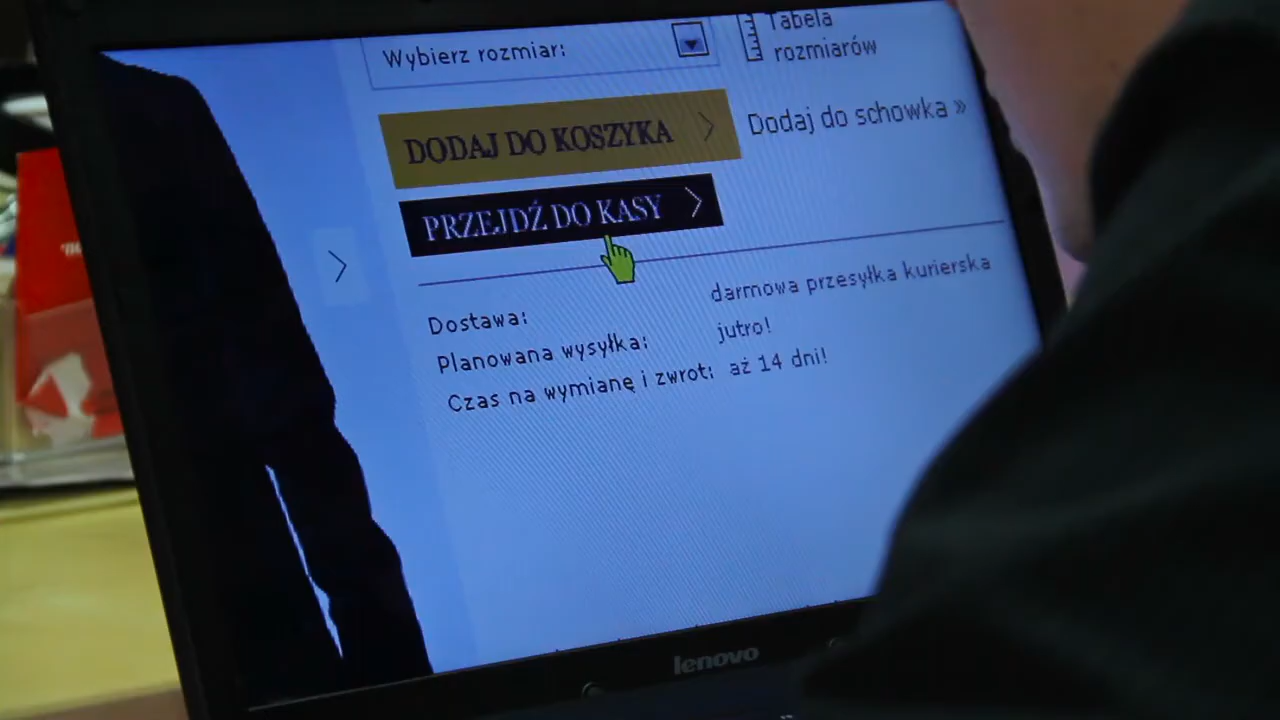 Wybierz rozmiar:
Tabela
rozmiarów
DODAJ DO KOSZYKA
Dodaj do schowka »
PRZEJDŹ DO KASY
Dostawa: darmowa przesyłka kurierska
Planowana wysyłka: jutro!
Czas na wymianę i zwrot: aż 14 dni!
lenovo